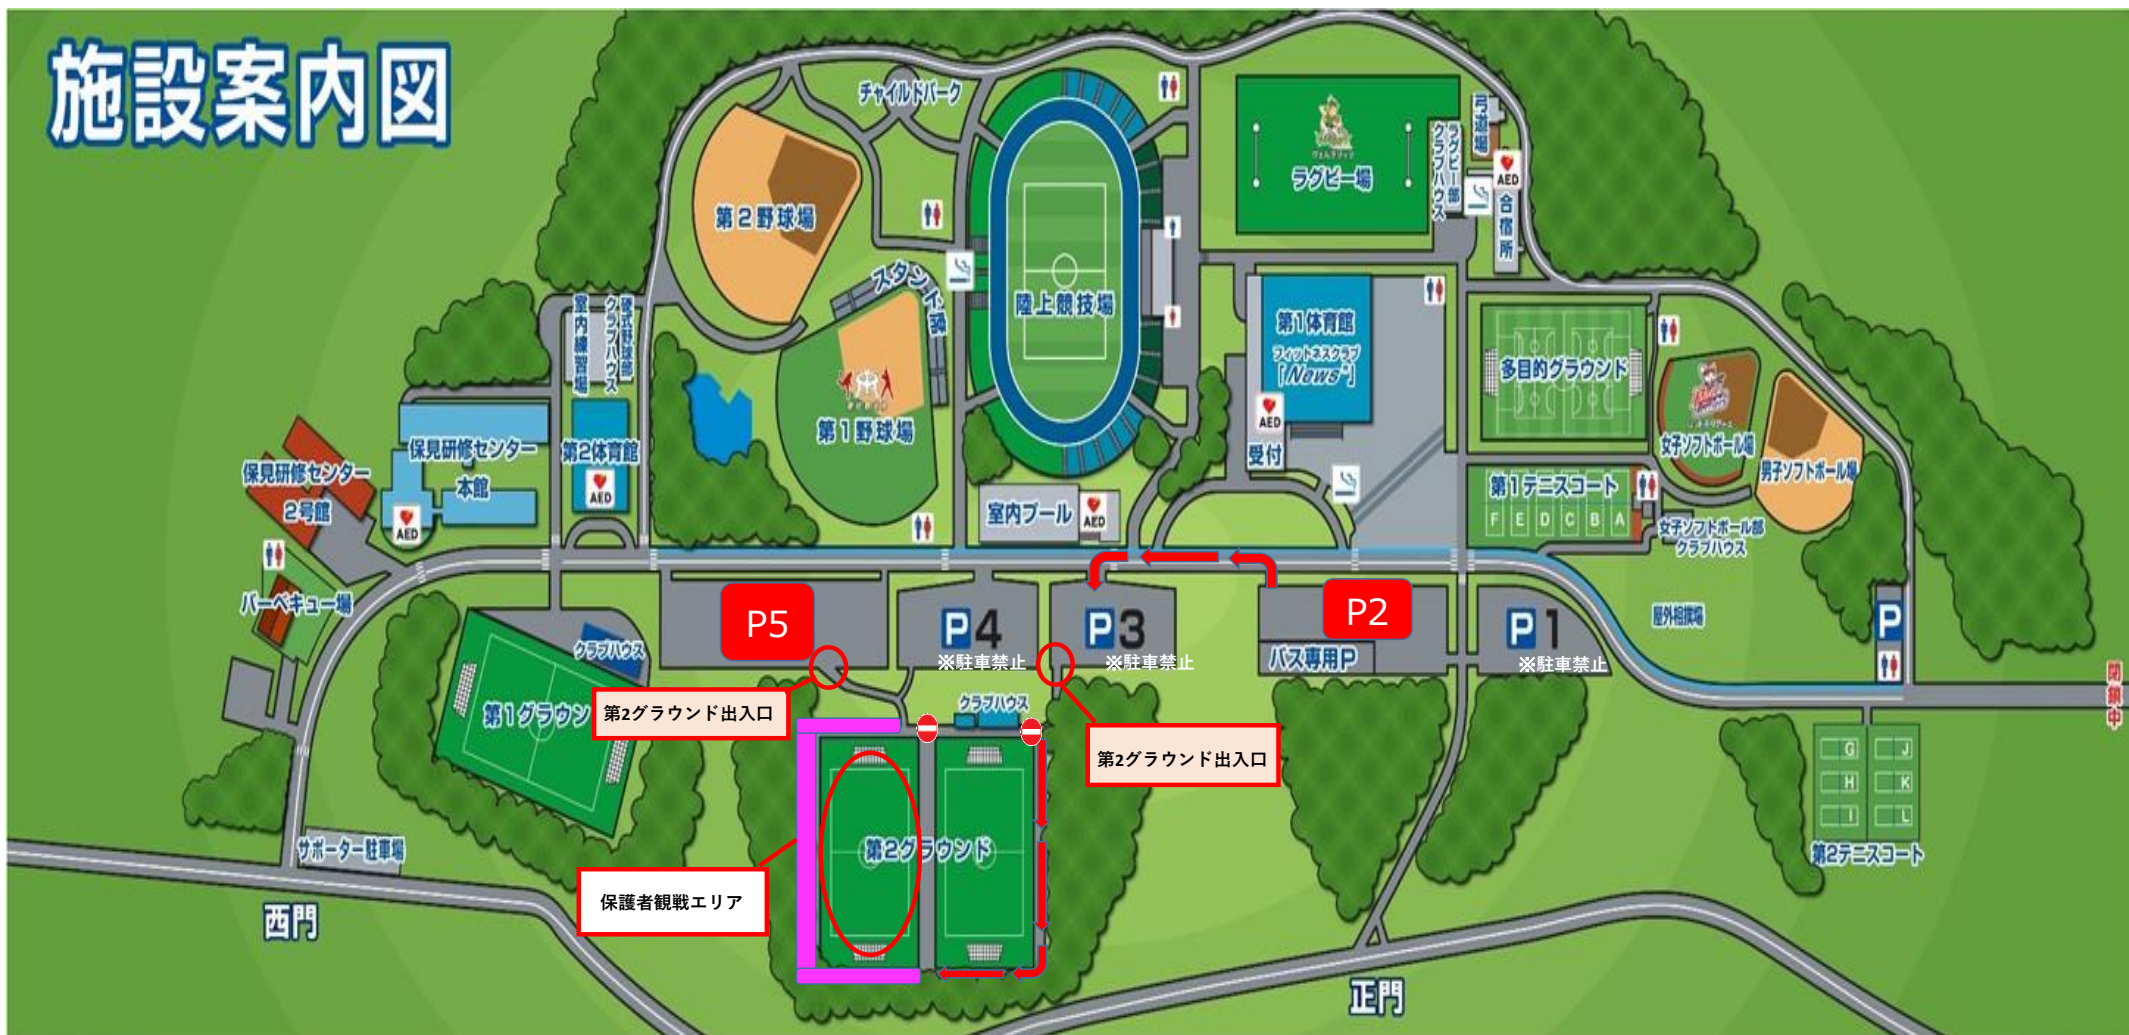 施設案内図
チャイルドパーク
第2野球場
スタンド裏
第1野球場
陸上競技場
ラグビー場
ラグビー部
クラブハウス
弓道場
AED
合宿所
第1体育館
フィットネスクラブ
「News」
AED
受付
多目的グラウンド
女子ソフトボール場
男子ソフトボール場
第1テニスコート
F E D C B A
女子ソフトボール部
クラブハウス
室内練習場
硬式野球部
クラブハウス
保見研修センター
本館
AED
第2体育館
AED
保見研修センター
2号館
バーベキュー場
室内プール
AED
P5
P4
※駐車禁止
P3
※駐車禁止
P2
バス専用P
P1
※駐車禁止
屋外相撲場
P
閉鎖中
クラブハウス
第1グラウン
第2グラウンド出入口
クラブハウス
第2グラウンド出入口
第2グラウンド
保護者観戦エリア
サポーター駐車場
西門
正門
G J
H K
I L
第2テニスコート